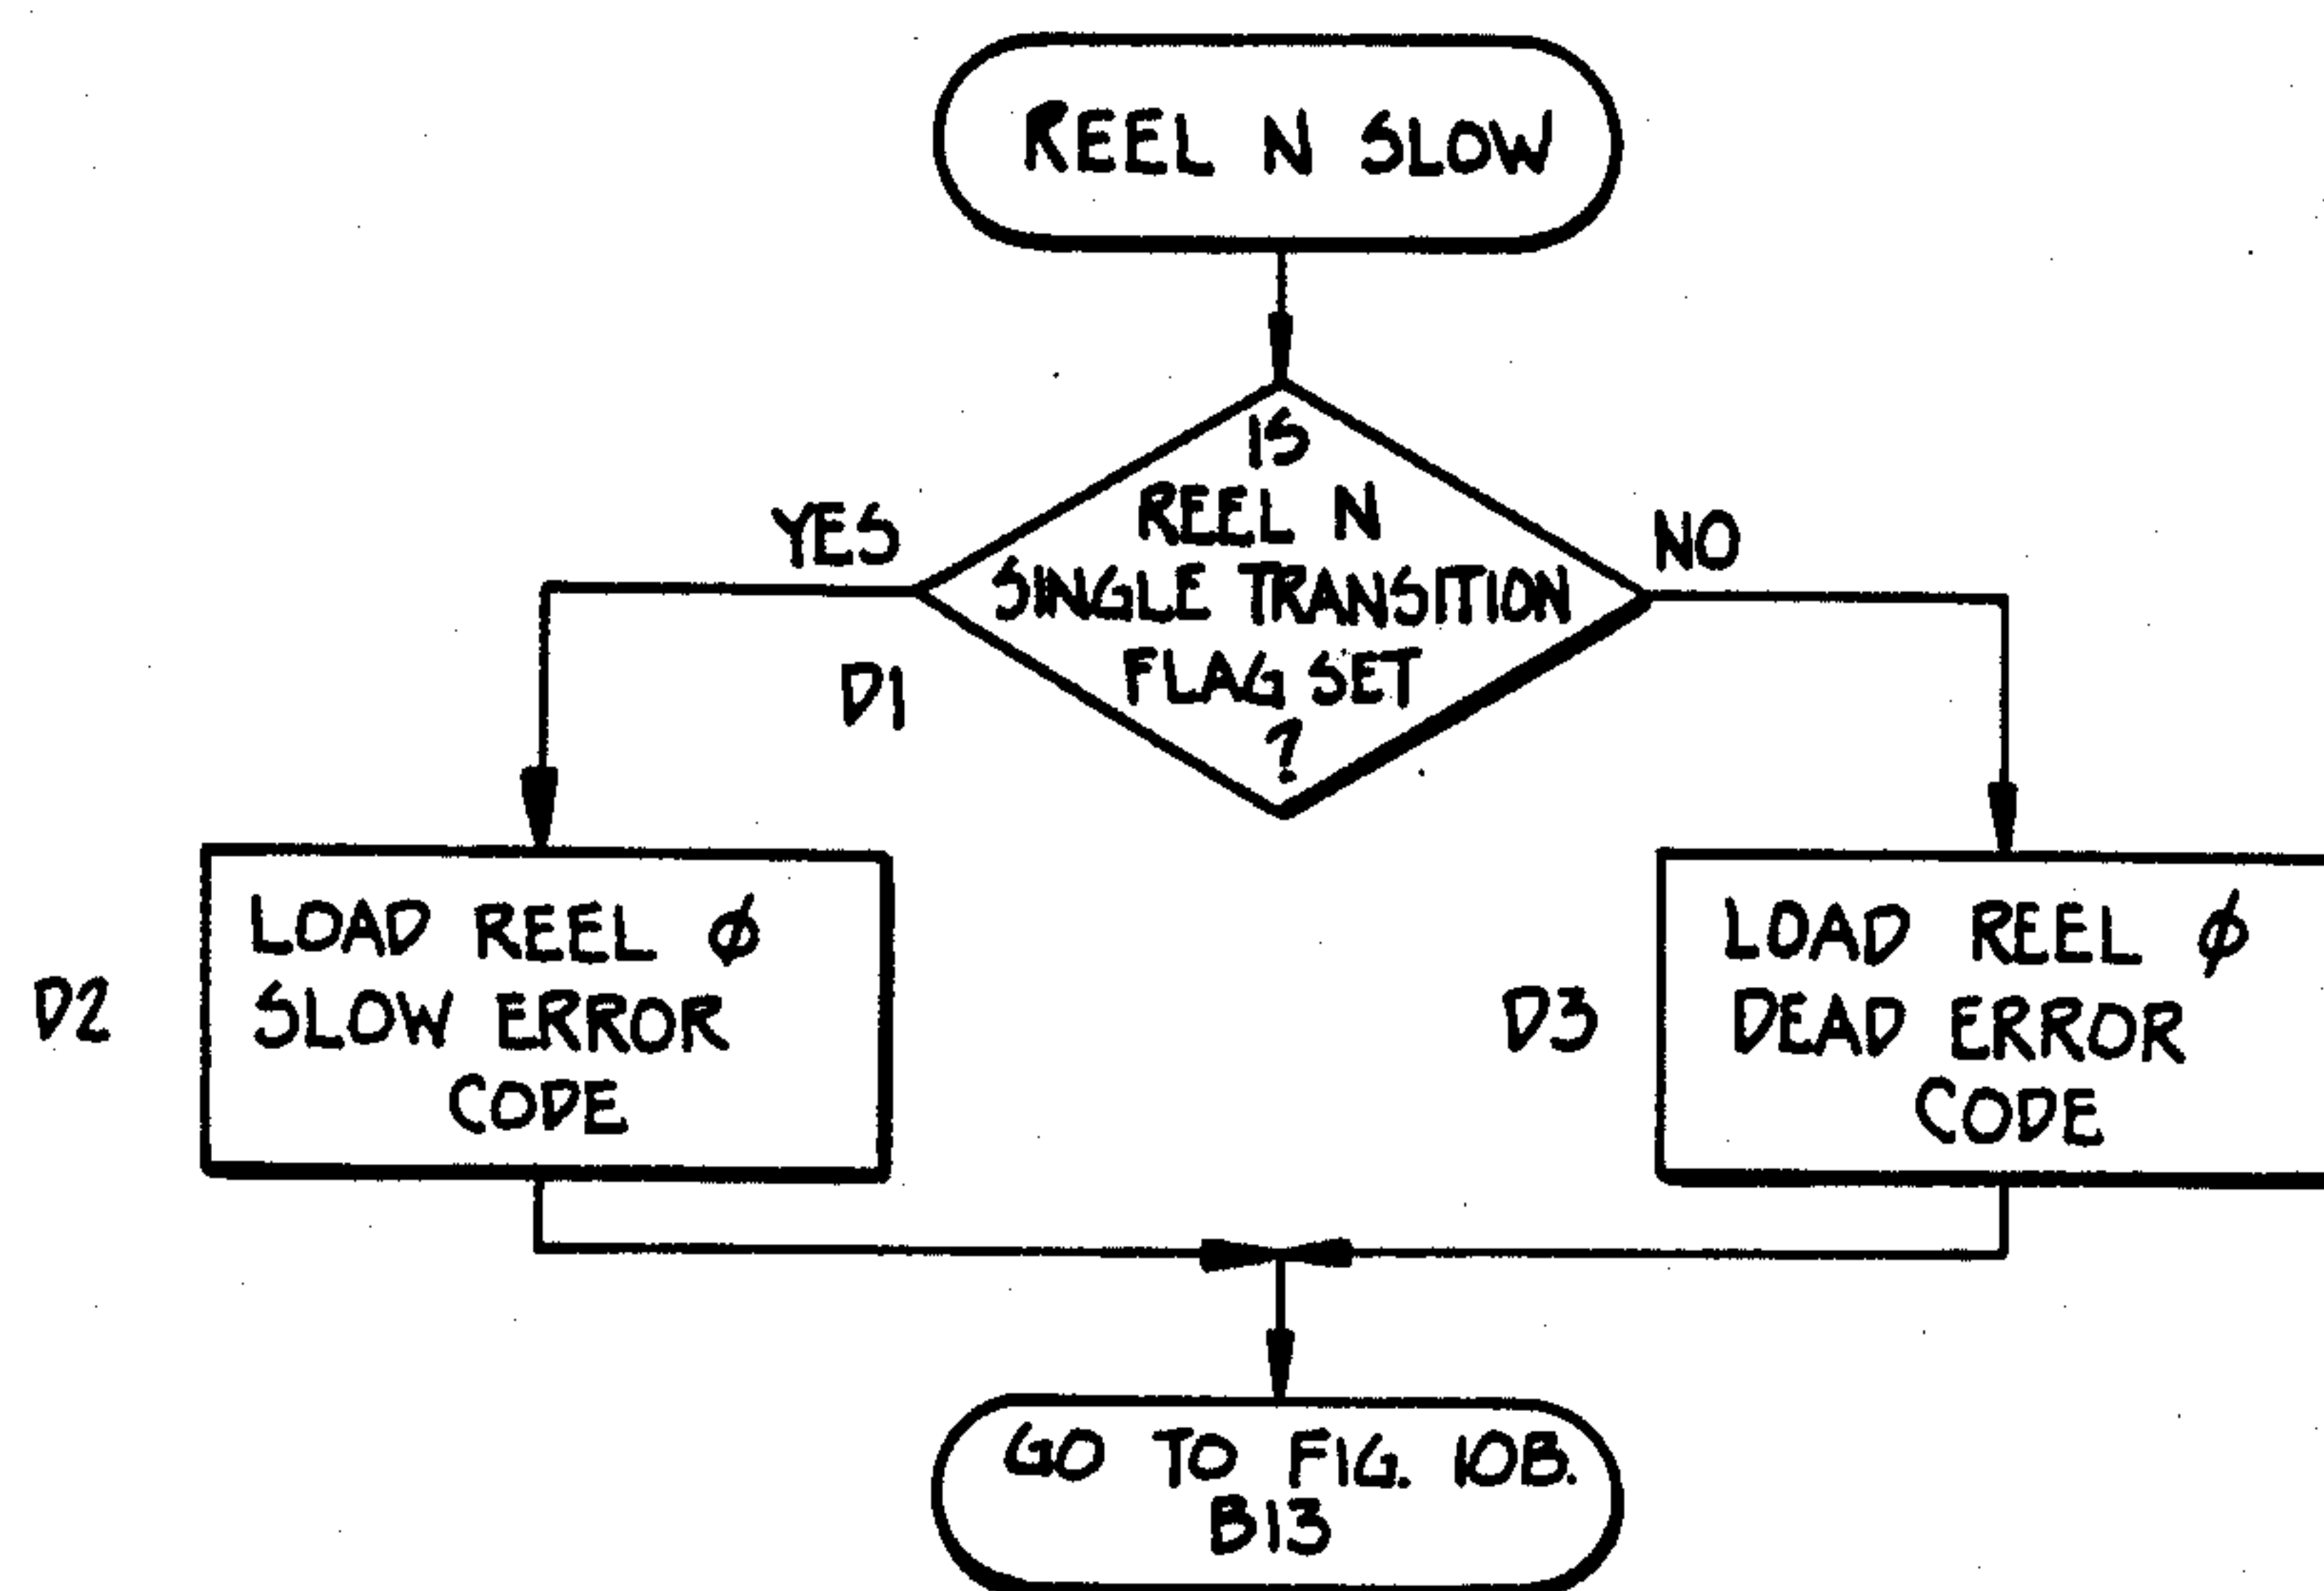 REEL N SLOW
IS
REEL N
SINGLE TRANSITION
FLAG SET
?
YES
NO
D1
LOAD REEL φ
SLOW ERROR
CODE
D2
LOAD REEL φ
DEAD ERROR
CODE
D3
GO TO FIG. 10B.
B13